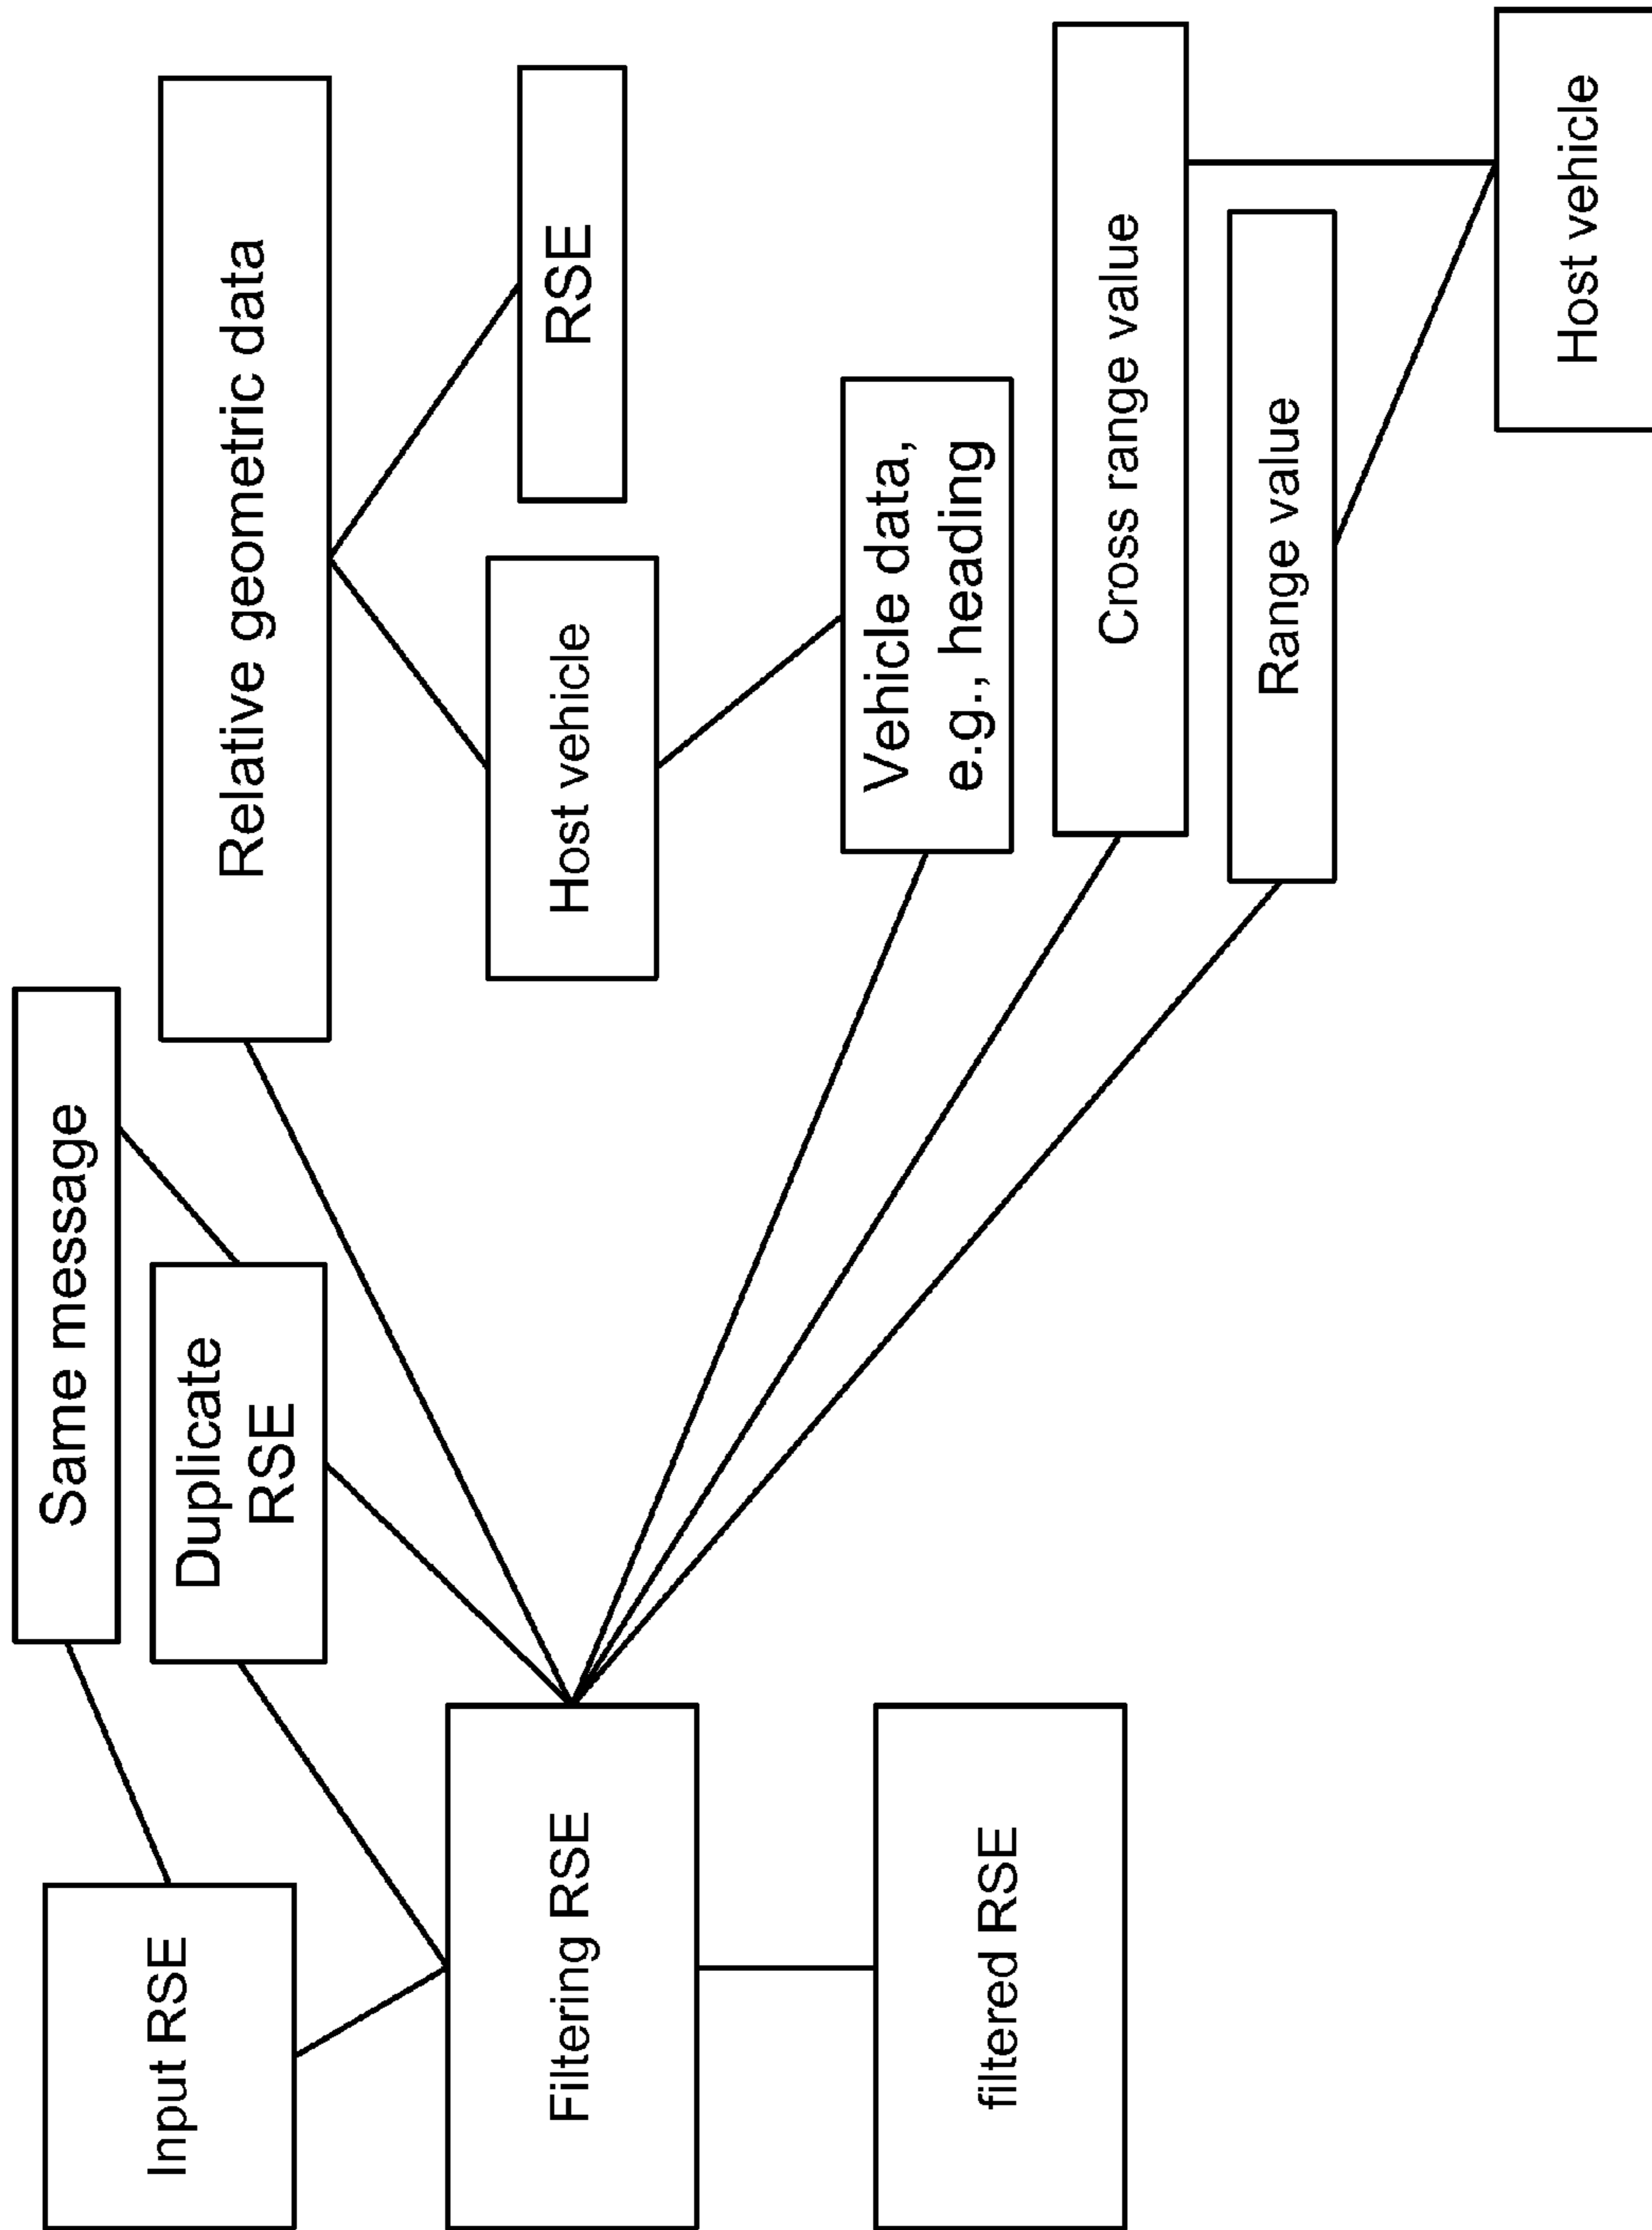 Same message
Input RSE
Duplicate
RSE
Relative geometric data
Filtering RSE
Host vehicle
RSE
filtered RSE
Vehicle data,
e.g., heading
Cross range value
Range value
Host vehicle